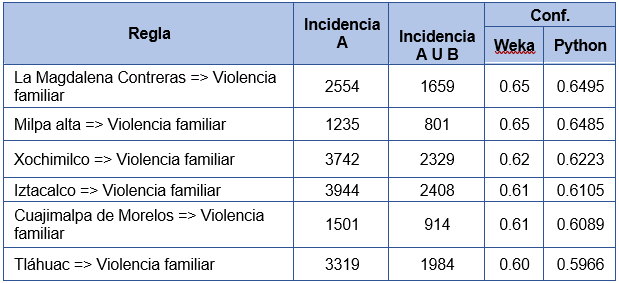 Regla
Incidencia
A
Incidencia
A U B
Conf.
Weka
Python
La Magdalena Contreras => Violencia
familiar
2554
1659
0.65
0.6495
Milpa alta => Violencia familiar
1235
801
0.65
0.6485
Xochimilco => Violencia familiar
3742
2329
0.62
0.6223
Iztacalco => Violencia familiar
3944
2408
0.61
0.6105
Cuajimalpa de Morelos => Violencia
familiar
1501
914
0.61
0.6089
Tláhuac => Violencia familiar
3319
1984
0.60
0.5966